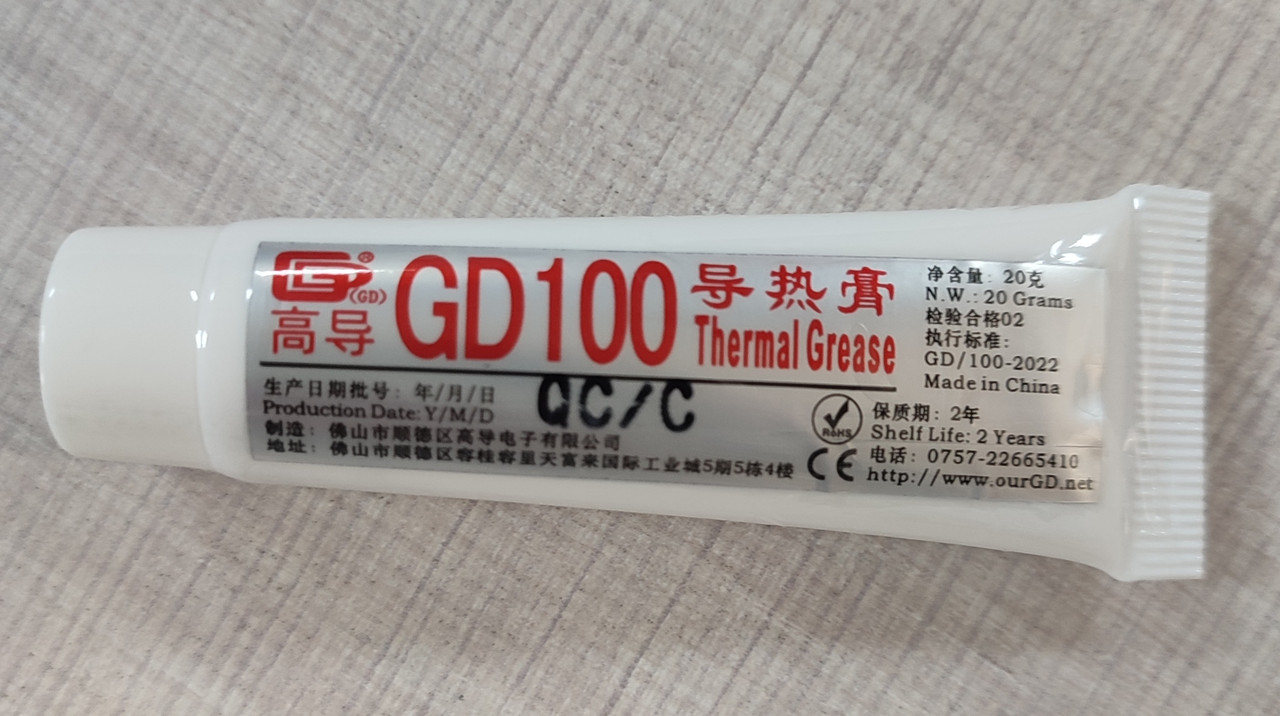 GD®
(GD)
高导
GD100
导热膏
Thermal Grease
生产日期批号：年/月/日
Production Date: Y/M/D
QC/C
制造：佛山市顺德区高导电子有限公司
地址：佛山市顺德区容桂容里天富来国际工业城5期5栋4楼
净含量：20克
N.W.: 20 Grams
检验合格02
执行标准：
GD/100-2022
Made in China
RoHS
保质期：2年
Shelf Life: 2 Years
CE
电话：0757-22665410
http://www.ourGD.net